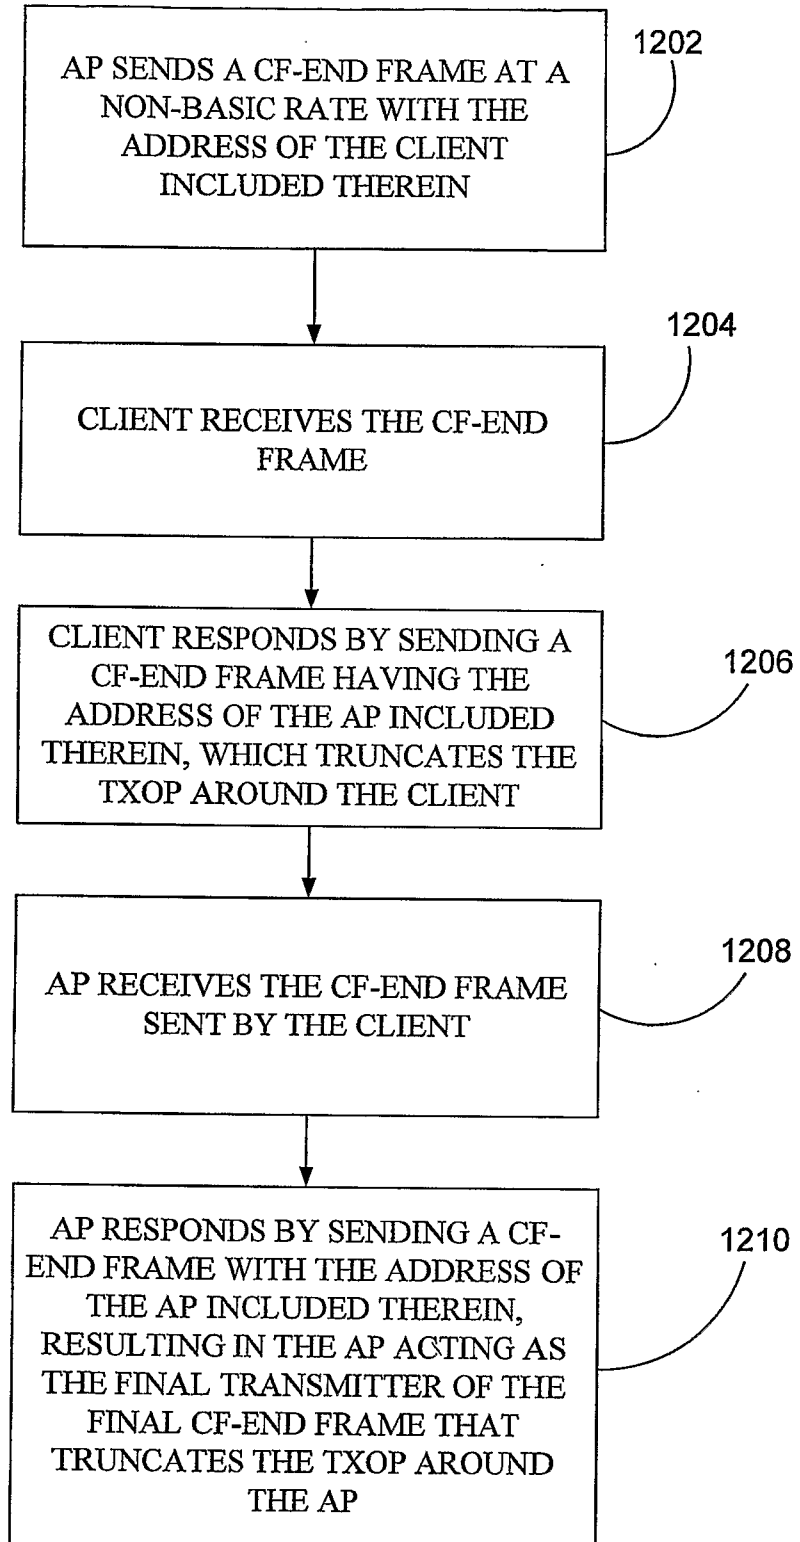 AP SENDS A CF-END FRAME AT A
NON-BASIC RATE WITH THE
ADDRESS OF THE CLIENT
INCLUDED THEREIN
1202
CLIENT RECEIVES THE CF-END
FRAME
1204
CLIENT RESPONDS BY SENDING A
CF-END FRAME HAVING THE
ADDRESS OF THE AP INCLUDED
THEREIN, WHICH TRUNCATES THE
TXOP AROUND THE CLIENT
1206
AP RECEIVES THE CF-END FRAME
SENT BY THE CLIENT
1208
AP RESPONDS BY SENDING A CF-
END FRAME WITH THE ADDRESS OF
THE AP INCLUDED THEREIN,
RESULTING IN THE AP ACTING AS
THE FINAL TRANSMITTER OF THE
FINAL CF-END FRAME THAT
TRUNCATES THE TXOP AROUND
THE AP
1210